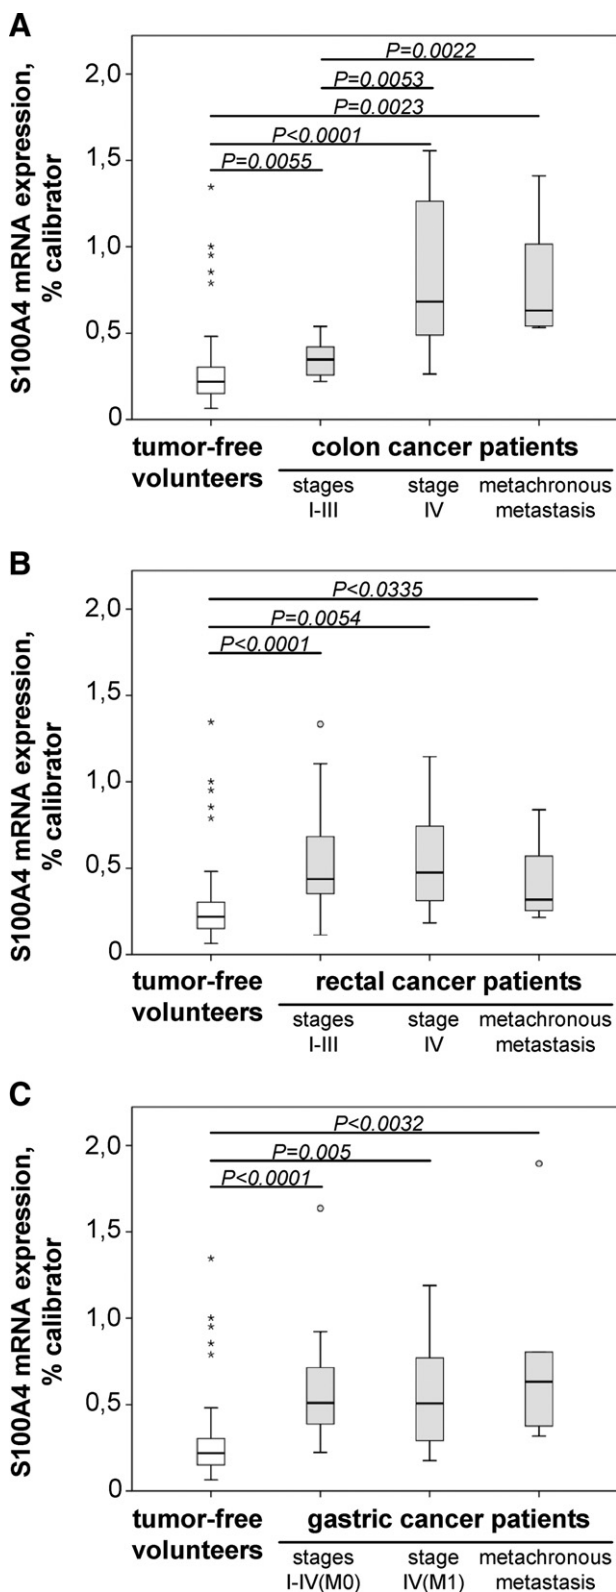 A
S100A4 mRNA expression,
% calibrator
2,0
1,5
1,0
0,5
0
P=0.0022
P=0.0053
P=0.0023
P<0.0001
P=0.0055
tumor-free
volunteers
colon cancer patients
stages
I-III
stage
IV
metachronous
metastasis
B
S100A4 mRNA expression,
% calibrator
2,0
1,5
1,0
0,5
0
P<0.0335
P=0.0054
P<0.0001
tumor-free
volunteers
rectal cancer patients
stages
I-III
stage
IV
metachronous
metastasis
C
S100A4 mRNA expression,
% calibrator
2,0
1,5
1,0
0,5
0
P<0.0032
P=0.005
P<0.0001
tumor-free
volunteers
gastric cancer patients
stages
I-IV(M0)
stage
IV(M1)
metachronous
metastasis